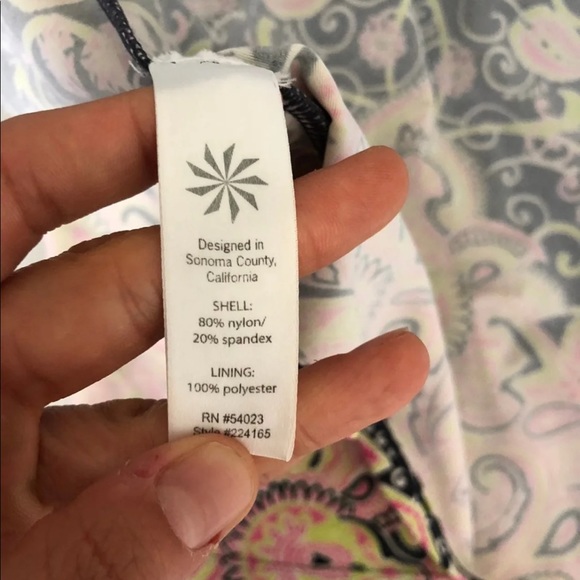 Designed in
Sonoma County,
California
SHELL:
80% nylon/
20% spandex
LINING:
100% polyester
RN #54023
Style #224165